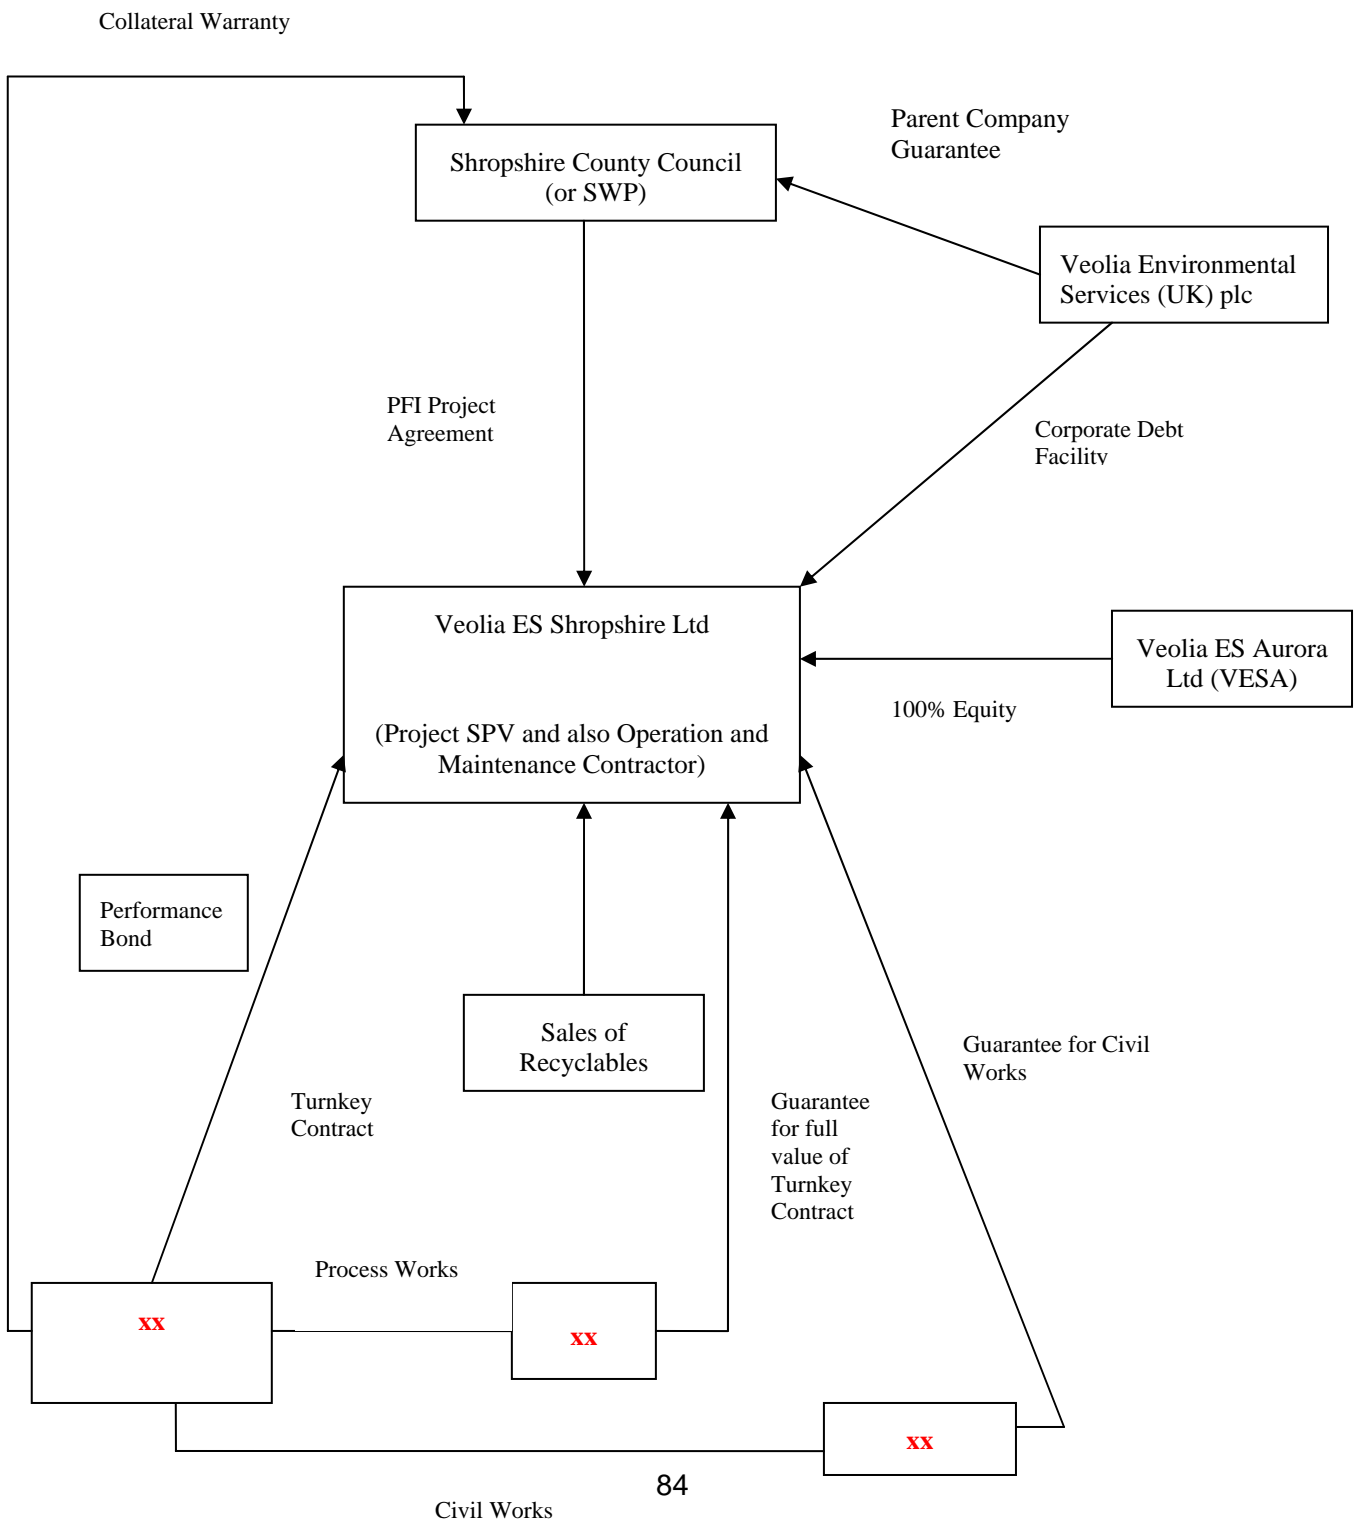 Collateral Warranty
Parent Company
Guarantee
Shropshire County Council
(or SWP)
Veolia Environmental
Services (UK) plc
PFI Project
Agreement
Corporate Debt
Facility
Veolia ES Shropshire Ltd
(Project SPV and also Operation and
Maintenance Contractor)
Veolia ES Aurora
Ltd (VESA)
100% Equity
Performance
Bond
Sales of
Recyclables
Guarantee for Civil
Works
Turnkey
Contract
Guarantee
for full
value of
Turnkey
Contract
Process Works
xx
xx
xx
84
Civil Works